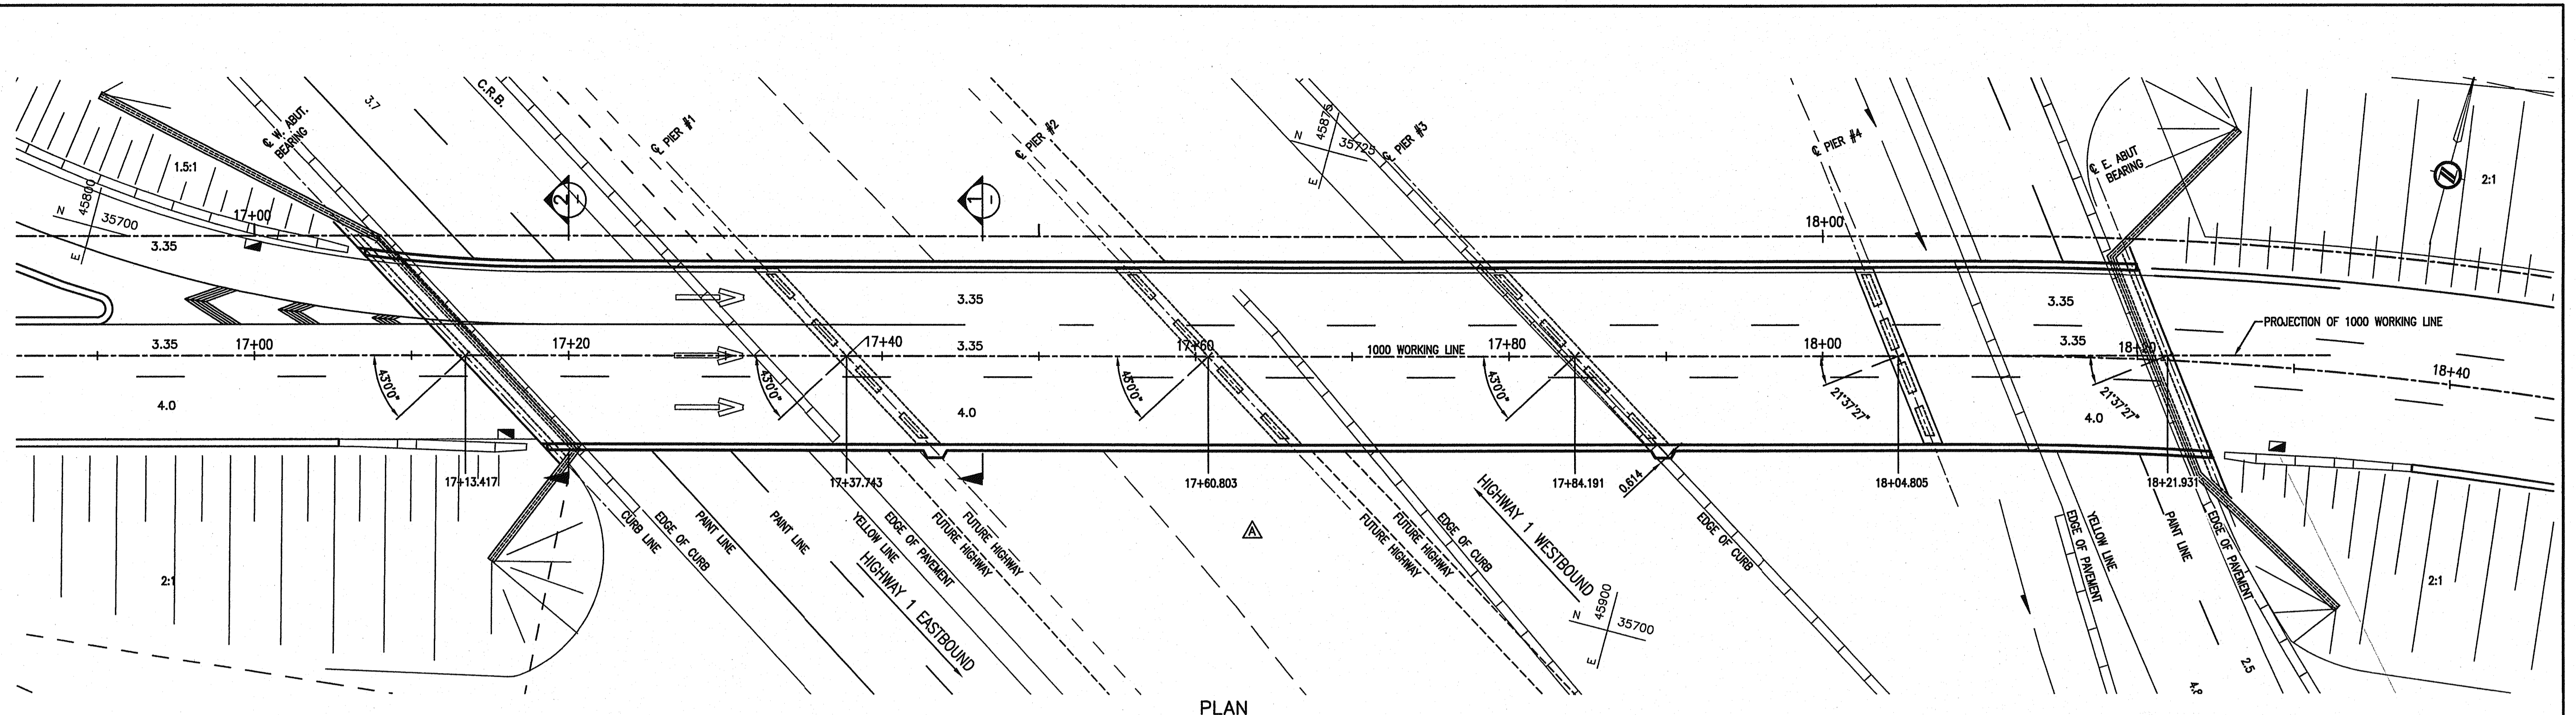 3.7
C.R.B.
℄ W. ABUT.
BEARING
℄ PIER #1
℄ PIER #2
N 45875
35725
E
℄ PIER #3
℄ PIER #4
℄ E. ABUT
BEARING
1.5:1
2:1
N 45800
35700
E
17+00
2
1
18+00
3.35
3.35
3.35
PROJECTION OF 1000 WORKING LINE
3.35
17+00
17+20
17+40
3.35
17+60
1000 WORKING LINE
17+80
18+00
3.35
18+20
18+40
43°0'0"
43°0'0"
43°0'0"
43°0'0"
21°37'27"
21°37'27"
4.0
4.0
4.0
17+13.417
17+37.743
17+60.803
17+84.191
0.614
18+04.805
18+21.931
CURB LINE
EDGE OF CURB
PAINT LINE
PAINT LINE
YELLOW LINE
EDGE OF PAVEMENT
FUTURE HIGHWAY
FUTURE HIGHWAY
HIGHWAY 1 EASTBOUND
A
FUTURE HIGHWAY
FUTURE HIGHWAY
EDGE OF CURB
HIGHWAY 1 WESTBOUND
EDGE OF CURB
EDGE OF PAVEMENT
YELLOW LINE
PAINT LINE
EDGE OF PAVEMENT
2:1
2:1
N 45900
35700
E
2.5
PLAN